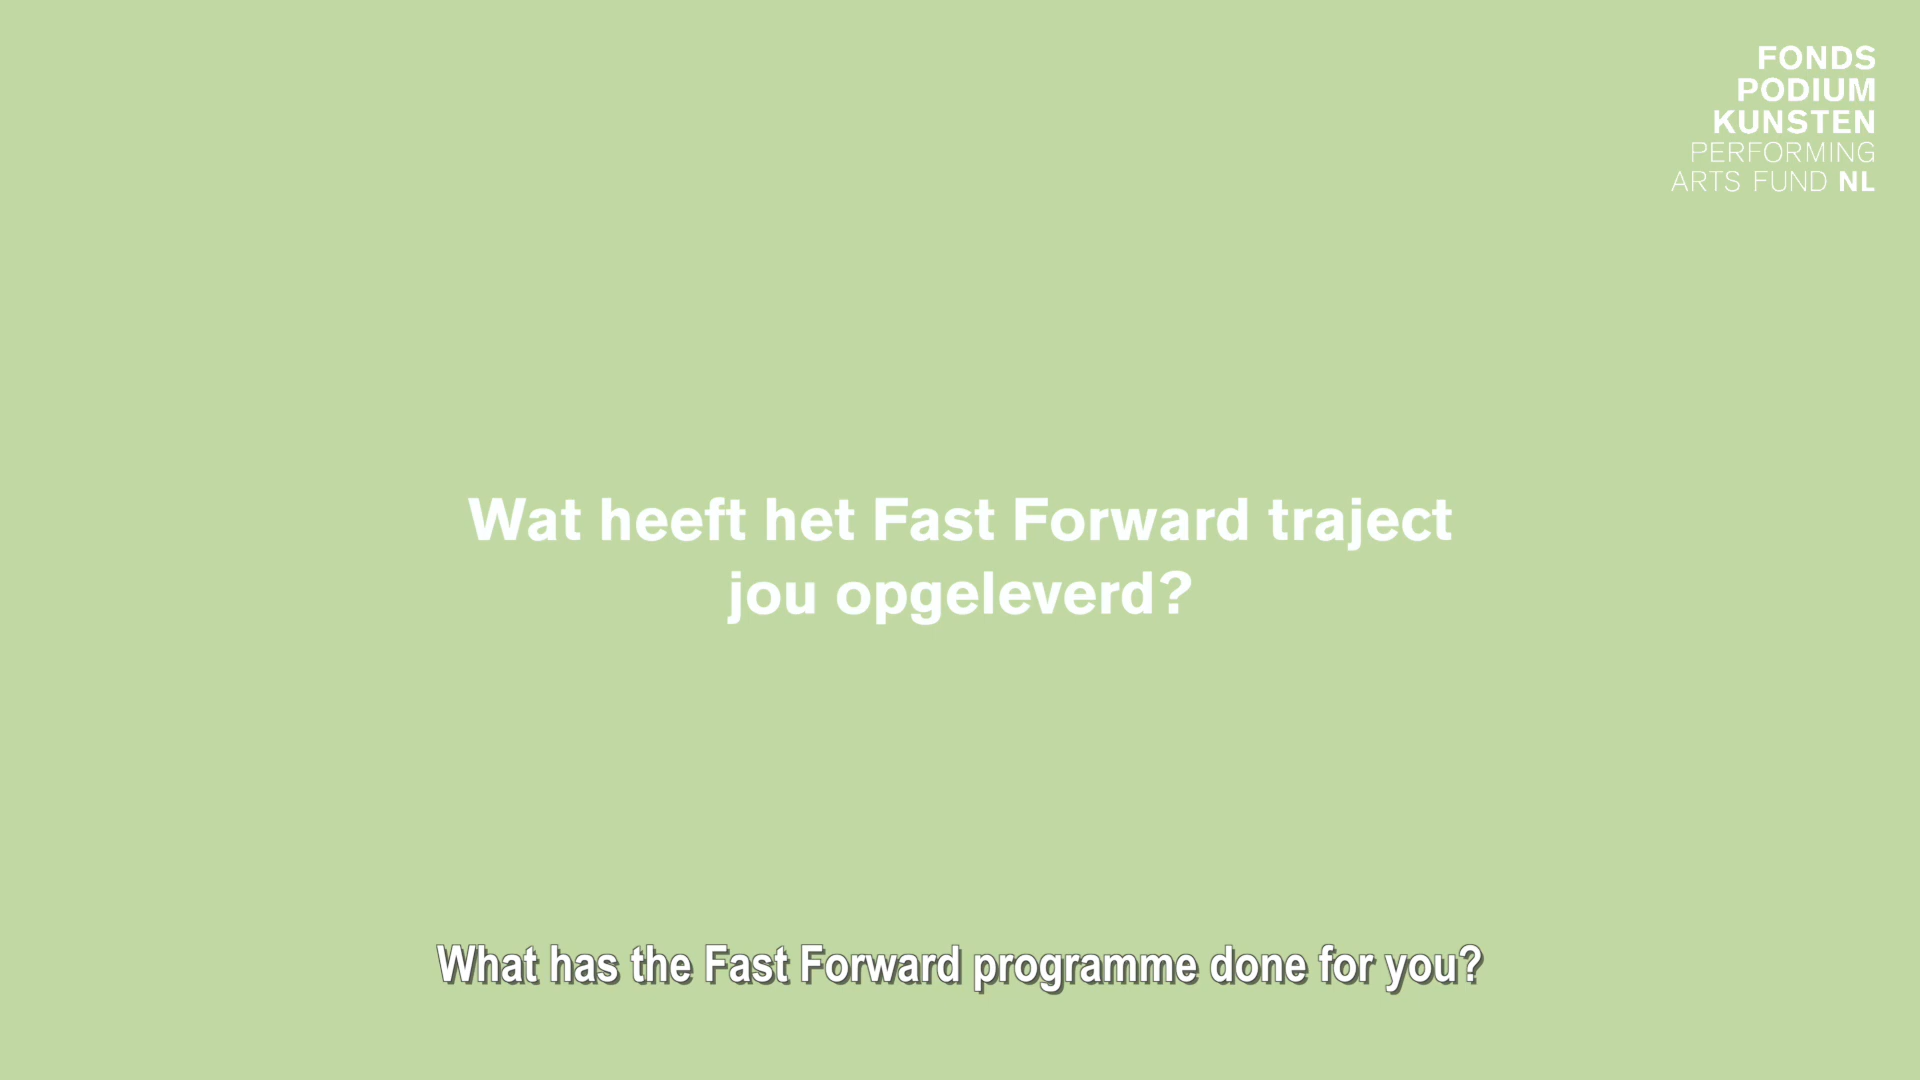 FONDS
PODIUM
KUNSTEN
PERFORMING
ARTS FUND NL
Wat heeft het Fast Forward traject
jou opgeleverd?
What has the Fast Forward programme done for you?